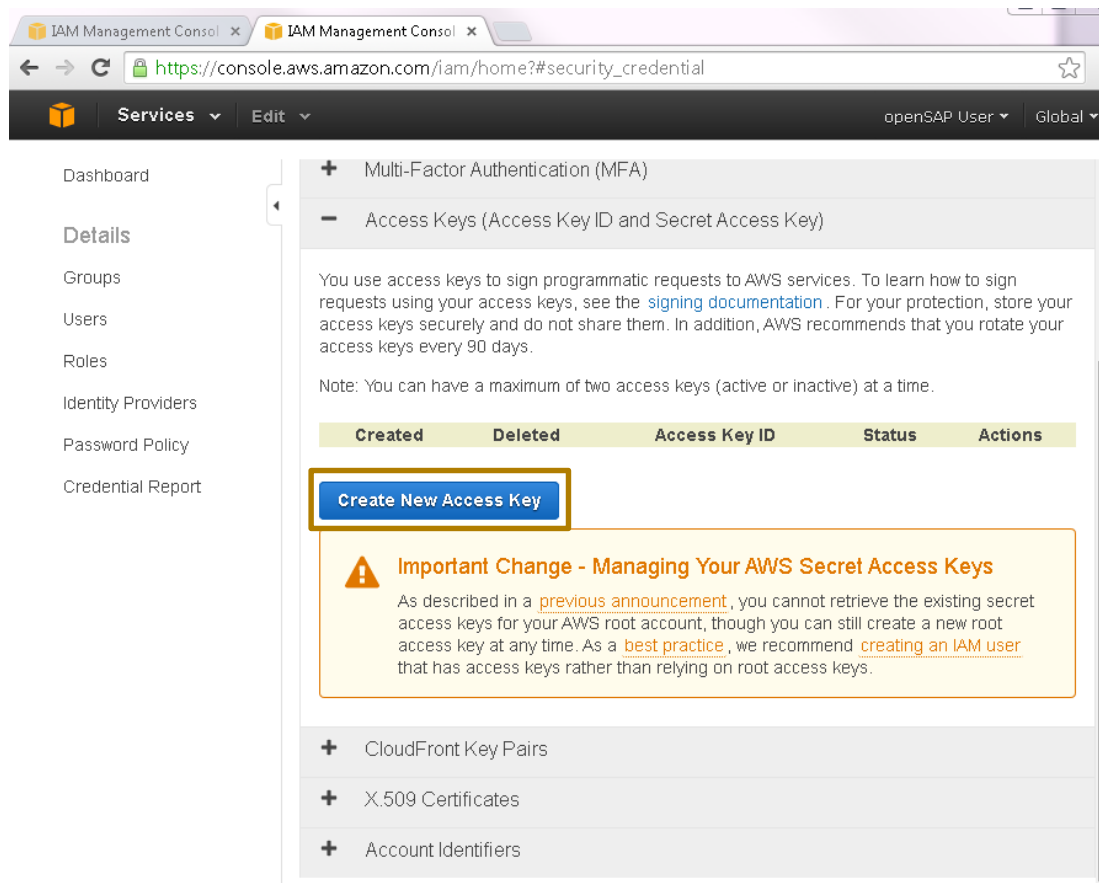 IAM Management Consol
IAM Management Consol
https://console.aws.amazon.com/iam/home?#security_credential
Services Edit openSAP User Global
Dashboard
Details
Groups
Users
Roles
Identity Providers
Password Policy
Credential Report
Multi-Factor Authentication (MFA)
Access Keys (Access Key ID and Secret Access Key)
You use access keys to sign programmatic requests to AWS services. To learn how to sign
requests using your access keys, see the signing documentation. For your protection, store your
access keys securely and do not share them. In addition, AWS recommends that you rotate your
access keys every 90 days.
Note: You can have a maximum of two access keys (active or inactive) at a time.
Created Deleted Access Key ID Status Actions
Create New Access Key
Important Change - Managing Your AWS Secret Access Keys
As described in a previous announcement, you cannot retrieve the existing secret
access keys for your AWS root account, though you can still create a new root
access key at any time. As a best practice, we recommend creating an IAM user
that has access keys rather than relying on root access keys.
CloudFront Key Pairs
X.509 Certificates
Account Identifiers